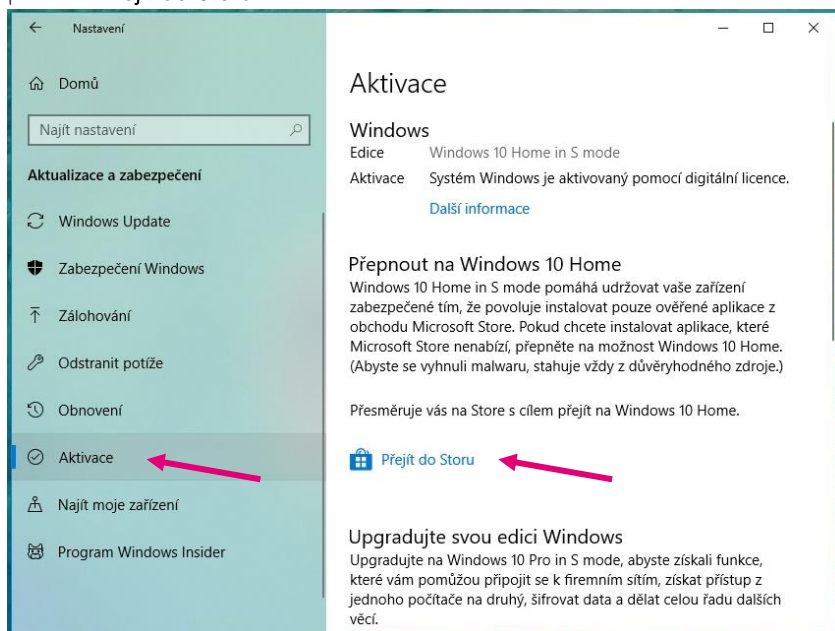 Nastavení
Domů
Najít nastavení
Aktualizace a zabezpečení
Windows Update
Zabezpečení Windows
Zálohování
Odstranit potíže
Obnovení
Aktivace
Najít moje zařízení
Program Windows Insider
Aktivace
Windows
Edice Windows 10 Home in S mode
Aktivace Systém Windows je aktivovaný pomocí digitální licence.
Další informace
Přepnout na Windows 10 Home
Windows 10 Home in S mode pomáhá udržovat vaše zařízení
zabezpečené tím, že povoluje instalovat pouze ověřené aplikace z
obchodu Microsoft Store. Pokud chcete instalovat aplikace, které
Microsoft Store nenabízí, přepněte na možnost Windows 10 Home.
(Abyste se vyhnuli malwaru, stahuje vždy z důvěryhodného zdroje.)
Přesměruje vás na Store s cílem přejít na Windows 10 Home.
Přejít do Storu
Upgradujte svou edici Windows
Upgradujte na Windows 10 Pro in S mode, abyste získali funkce,
které vám pomůžou připojit se k firemním sítím, získat přístup z
jednoho počítače na druhý, šifrovat data a dělat celou řadu dalších
věcí.